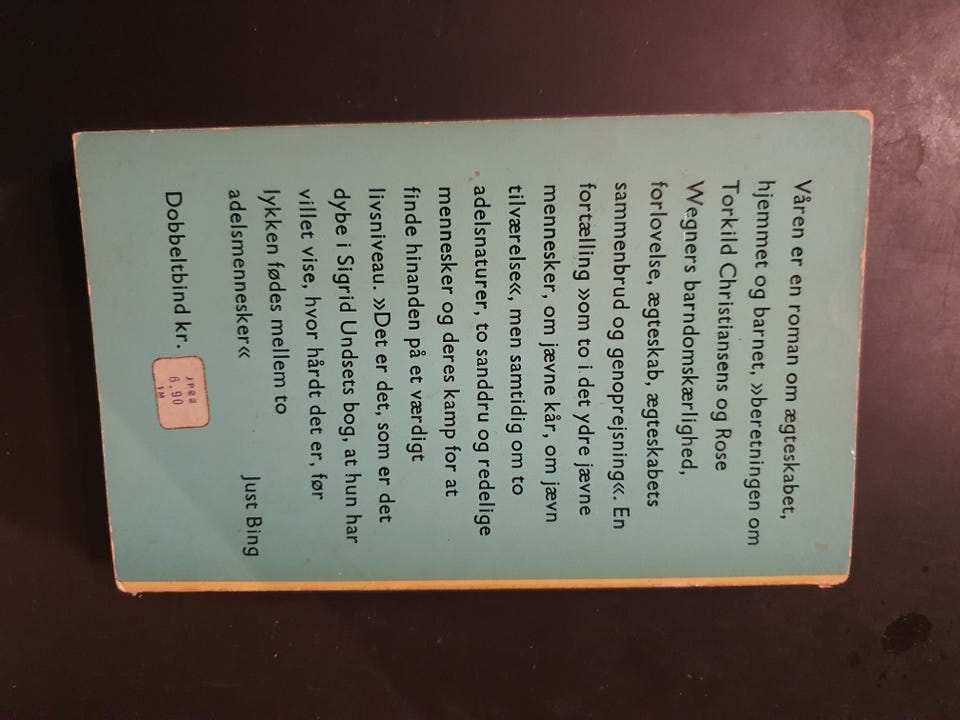 Våren er en roman om ægteskabet,
hjemmet og barnet, »beretningen om
Torkild Christiansens og Rose
Wegners barndomskærlighed,
forlovelse, ægteskab, ægteskabets
sammenbrud og genoprejsning«. En
fortælling »om to i det ydre jævne
mennesker, om jævne kår, om jævn
tilværelse«, men samtidig om to
adelsnaturer, to sanddru og redelige
mennesker og deres kamp for at
finde hinanden på et værdigt
livsniveau. »Det er det, som er det
dybe i Sigrid Undsets bog, at hun har
villet vise, hvor hårdt det er, før
lykken fødes mellem to
adelsmennesker«
Just Bing
Dobbeltbind kr.
6.90